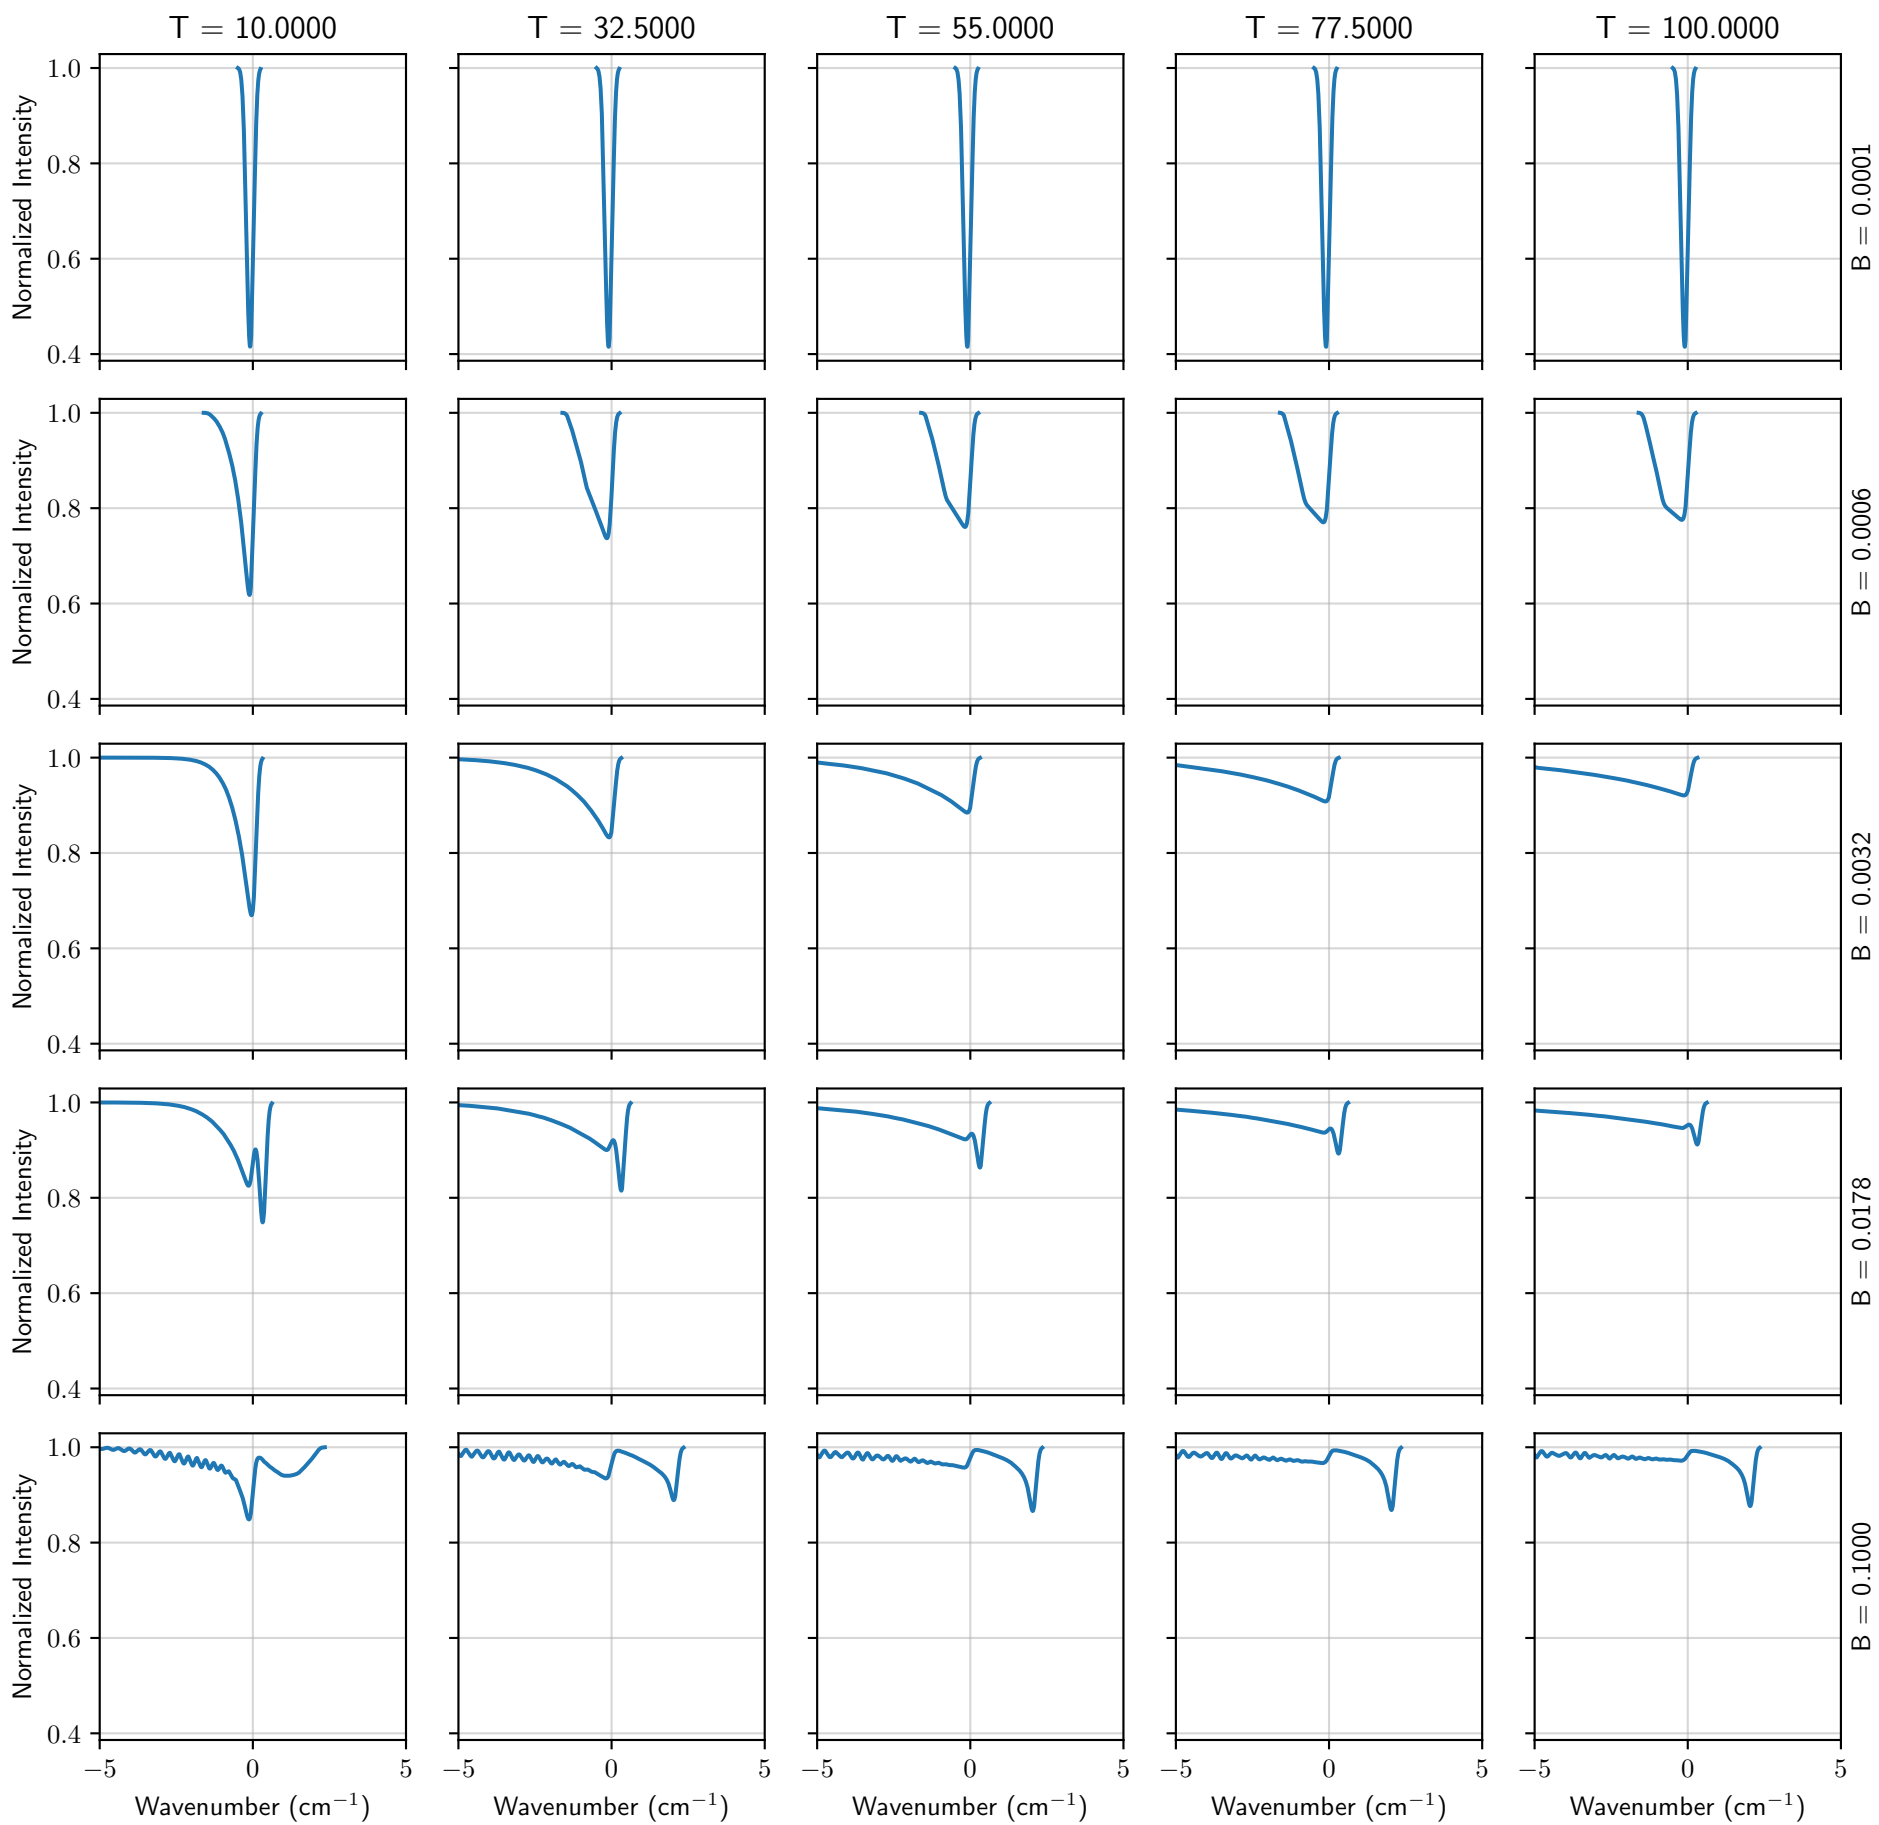 T = 10.0000 T = 32.5000 T = 55.0000 T = 77.5000 T = 100.0000
1.0
0.8
0.6
0.4
Normalized Intensity
B = 0.0001
1.0
0.8
0.6
0.4
Normalized Intensity
B = 0.0006
1.0
0.8
0.6
0.4
Normalized Intensity
B = 0.0032
1.0
0.8
0.6
0.4
Normalized Intensity
B = 0.0178
1.0
0.8
0.6
0.4
Normalized Intensity
B = 0.1000
−5 0 5 −5 0 5 −5 0 5 −5 0 5 −5 0 5
Wavenumber (cm⁻¹) Wavenumber (cm⁻¹) Wavenumber (cm⁻¹) Wavenumber (cm⁻¹) Wavenumber (cm⁻¹)